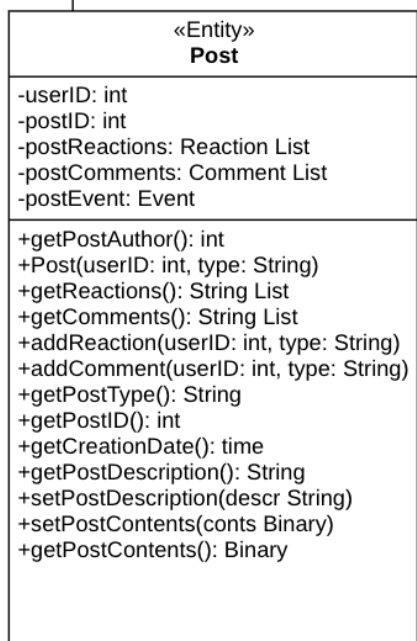 «Entity»
Post
-userID: int
-postID: int
-postReactions: Reaction List
-postComments: Comment List
-postEvent: Event
+getPostAuthor(): int
+Post(userID: int, type: String)
+getReactions(): String List
+getComments(): String List
+addReaction(userID: int, type: String)
+addComment(userID: int, type: String)
+getPostType(): String
+getPostID(): int
+getCreationDate(): time
+getPostDescription(): String
+setPostDescription(descr String)
+setPostContents(conts Binary)
+getPostContents(): Binary